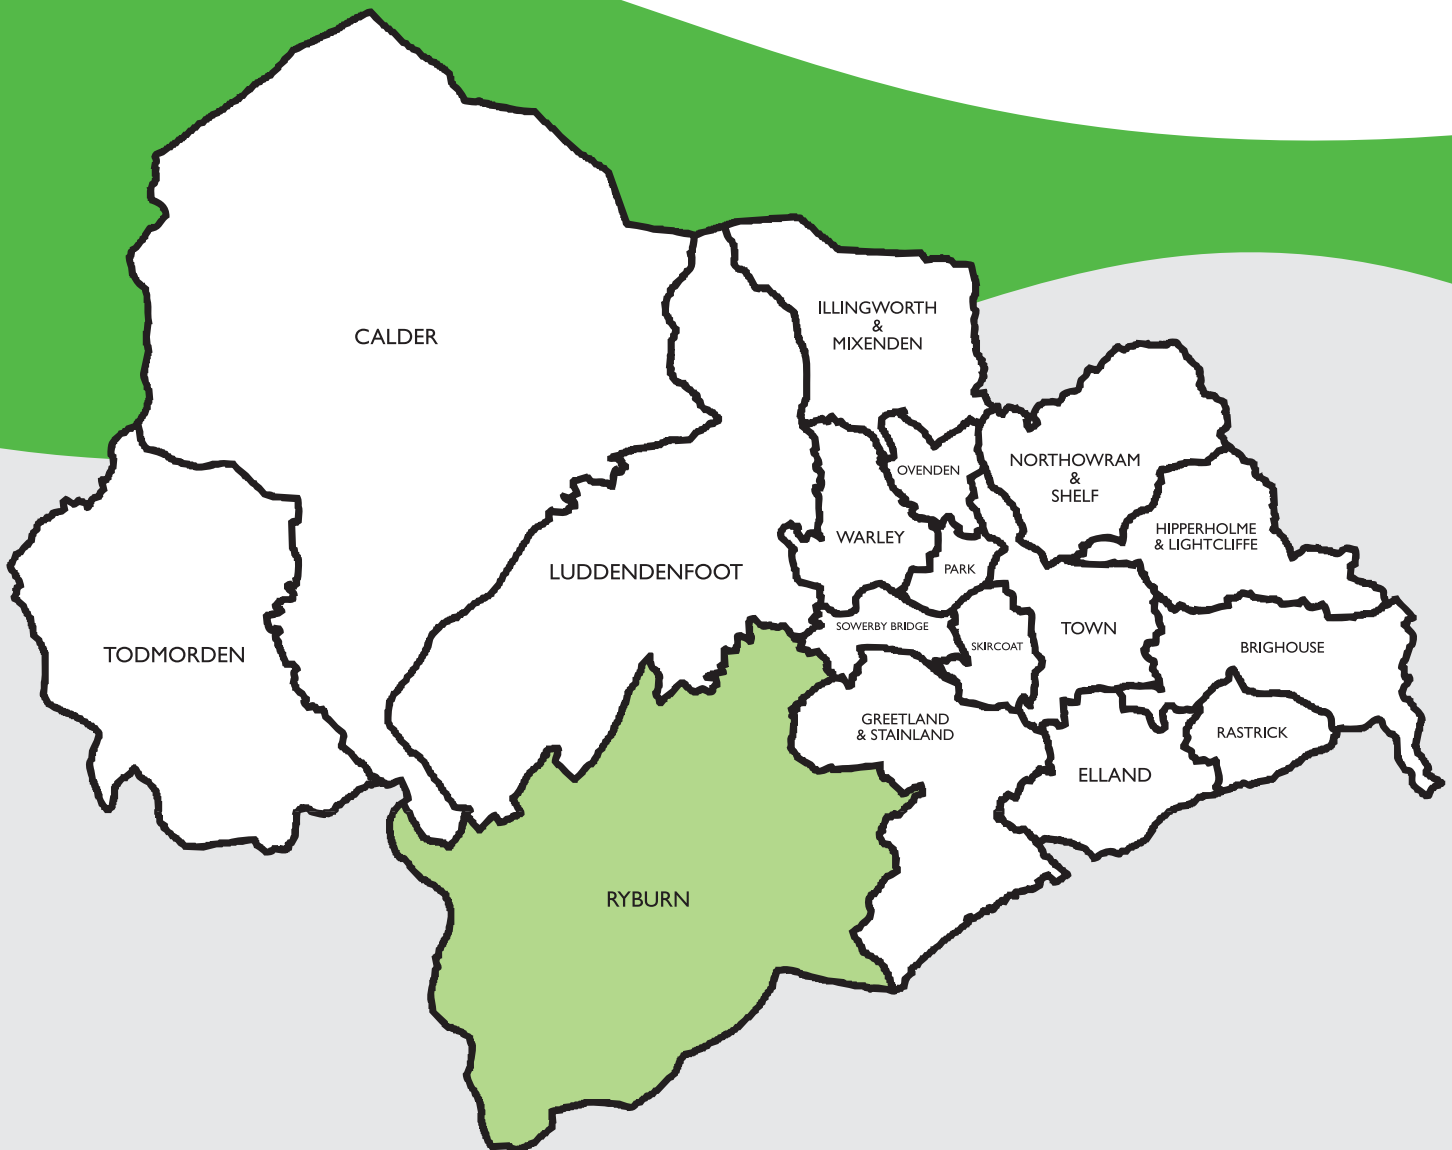 CALDER
ILLINGWORTH
&
MIXENDEN
OVENDEN
NORTHOWRAM
&
SHELF
HIPPERHOLME
& LIGHTCLIFFE
WARLEY
PARK
LUDDENDENFOOT
TODMORDEN
SOWERBY BRIDGE
SKIRCOAT
TOWN
BRIGHOUSE
GREETLAND
& STAINLAND
RASTRICK
ELLAND
RYBURN